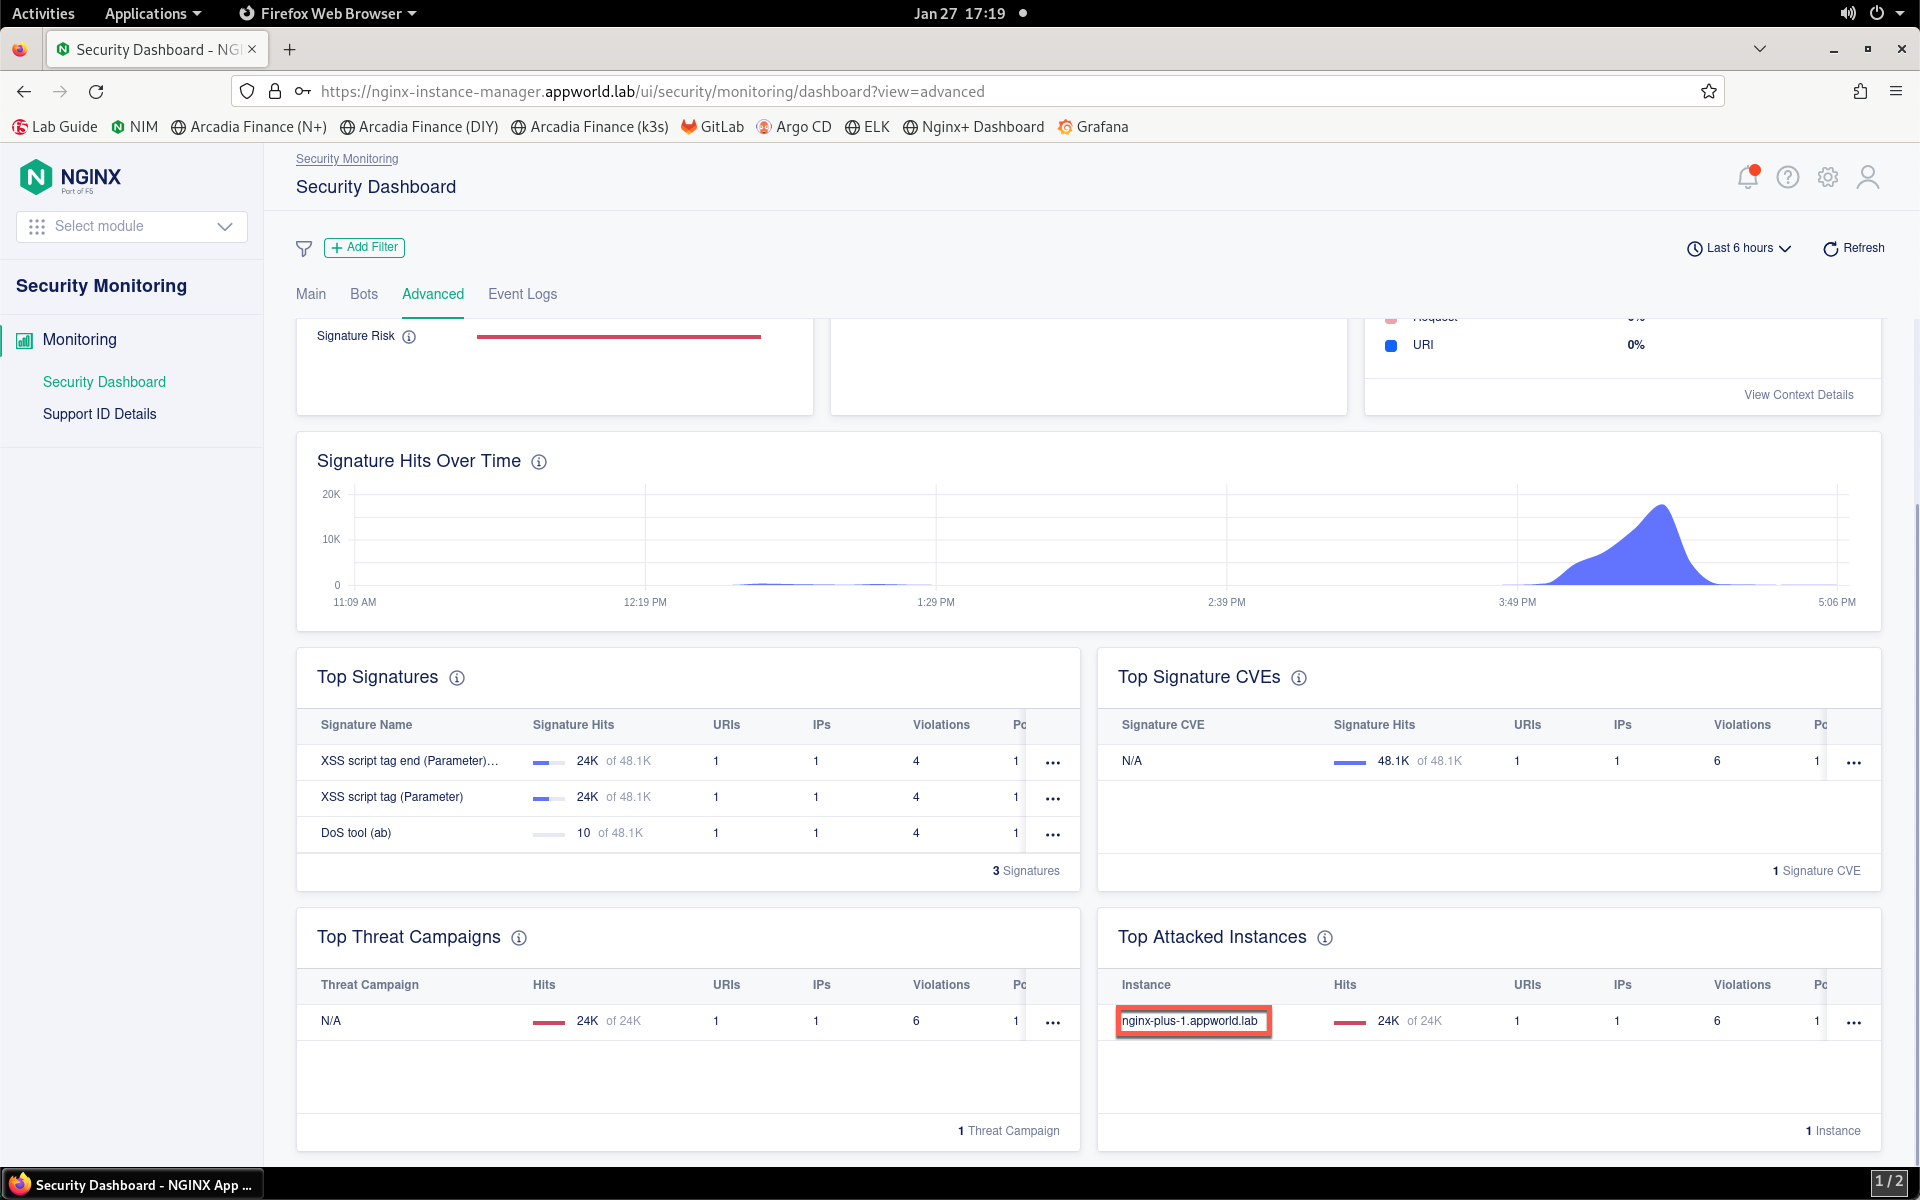 Activities Applications Firefox Web Browser Jan 27 17:19
Security Dashboard - NG
https://nginx-instance-manager.appworld.lab/ui/security/monitoring/dashboard?view=advanced
Lab Guide NIM Arcadia Finance (N+) Arcadia Finance (DIY) Arcadia Finance (k3s) GitLab Argo CD ELK Nginx+ Dashboard Grafana
NGINX
Part of F5
Select module
Security Monitoring
Monitoring
Security Dashboard
Support ID Details
Security Monitoring
Security Dashboard
Add Filter
Last 6 hours Refresh
Main Bots Advanced Event Logs
Signature Risk
Request 0%
URI 0%
View Context Details
Signature Hits Over Time
20K
10K
0
11:09 AM 12:19 PM 1:29 PM 2:39 PM 3:49 PM 5:06 PM
Top Signatures
Signature Name Signature Hits URIs IPs Violations Po
XSS script tag end (Parameter)... 24K of 48.1K 1 1 4 1
XSS script tag (Parameter) 24K of 48.1K 1 1 4 1
DoS tool (ab) 10 of 48.1K 1 1 4 1
3 Signatures
Top Signature CVEs
Signature CVE Signature Hits URIs IPs Violations Po
N/A 48.1K of 48.1K 1 1 6 1
1 Signature CVE
Top Threat Campaigns
Threat Campaign Hits URIs IPs Violations Po
N/A 24K of 24K 1 1 6 1
1 Threat Campaign
Top Attacked Instances
Instance Hits URIs IPs Violations Po
nginx-plus-1.appworld.lab 24K of 24K 1 1 6 1
1 Instance
Security Dashboard - NGINX App ...
1 / 2